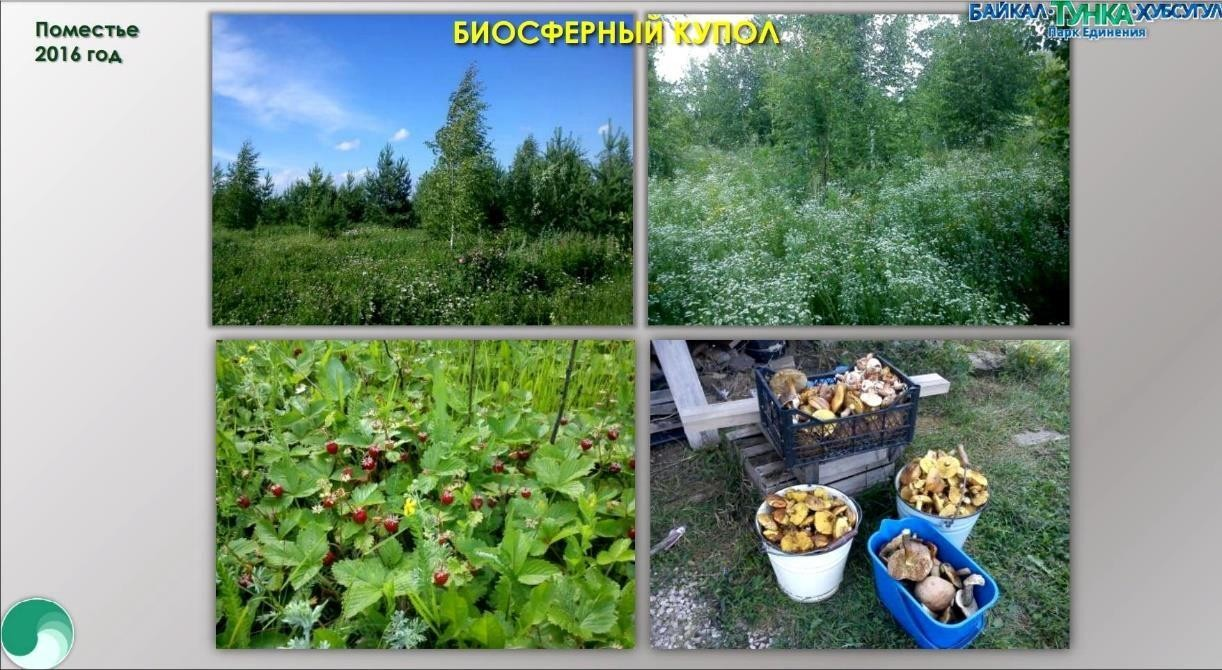 Поместье
2016 год
БИОСФЕРНЫЙ КУПОЛ
БАЙКАЛ·ТУНКА·ХУБСУГУЛ
Парк Единения